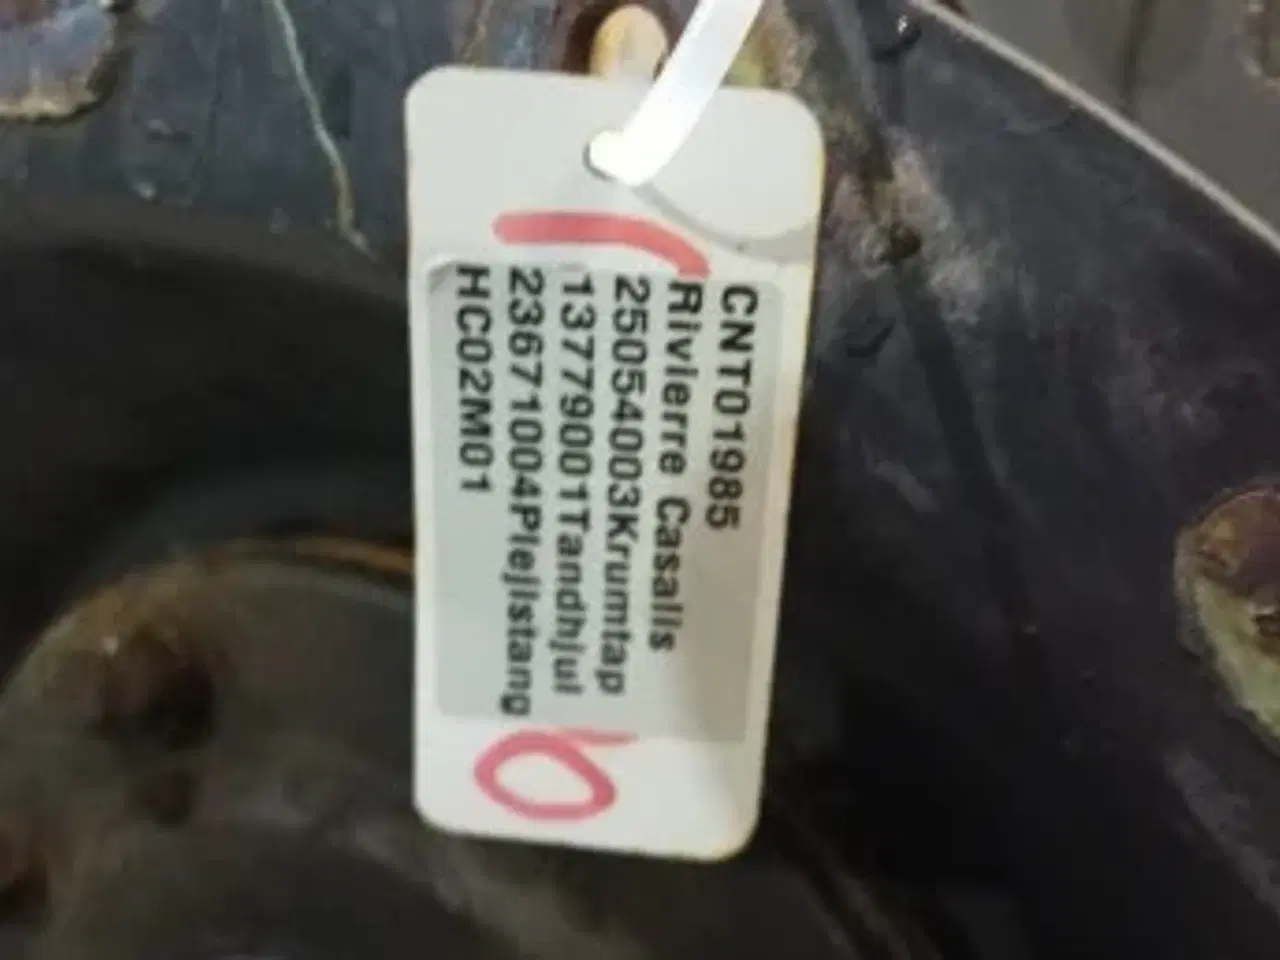 CNT01985
Rivierre Casalis
25054003Krumtap
13779001Tandhjul
23671004Plejlstang
HC02M01